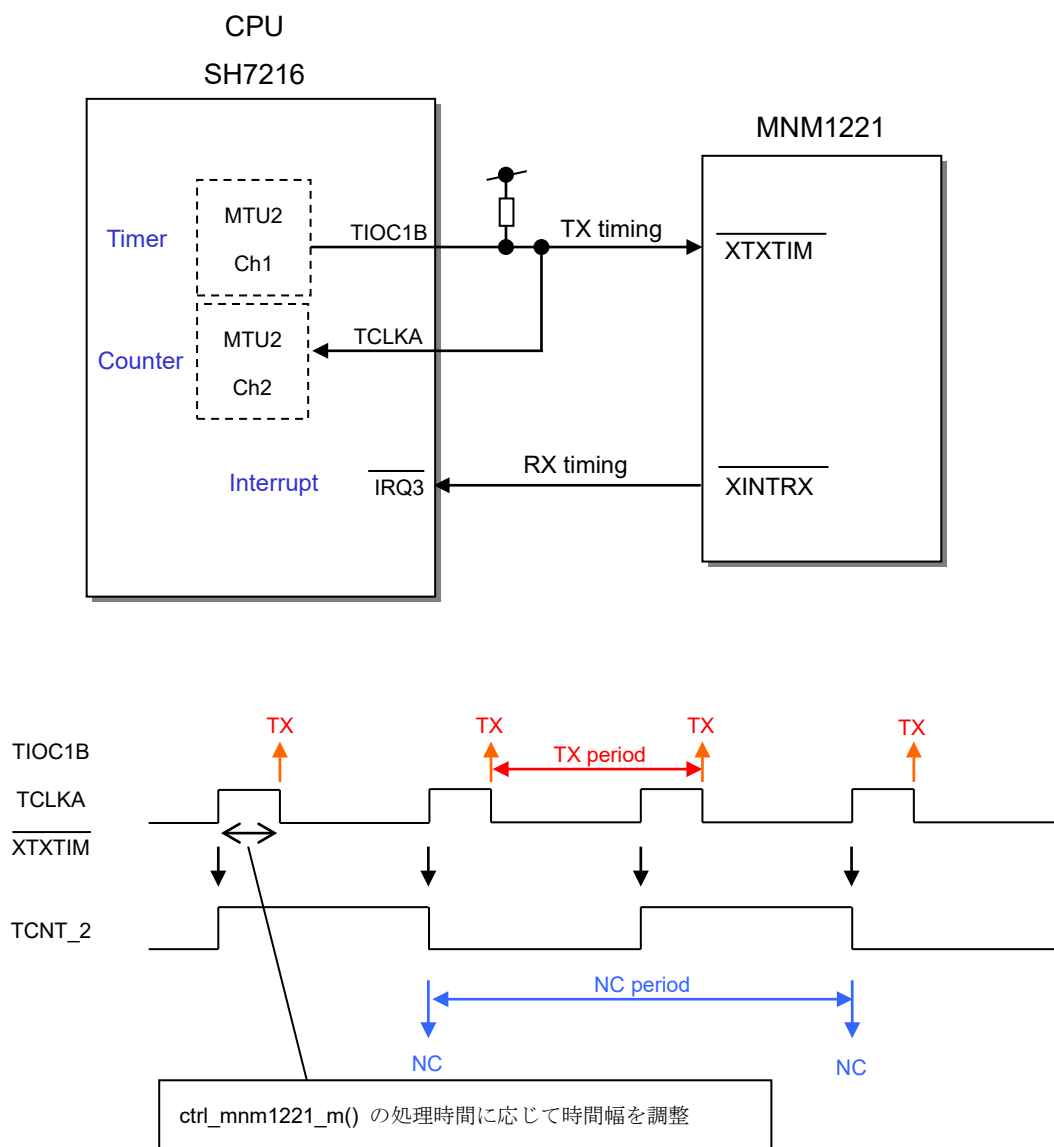 CPU
SH7216
MNM1221
MTU2
Ch1
Timer
TIOC1B
TX timing
XTXTIM
MTU2
Ch2
Counter
TCLKA
Interrupt
IRQ3
RX timing
XINTRX
TX
TX
TX
TX
TIOC1B
TX period
TCLKA
XTXTIM
TCNT_2
NC period
NC
NC
ctrl_mnm1221_m() の処理時間に応じて時間幅を調整